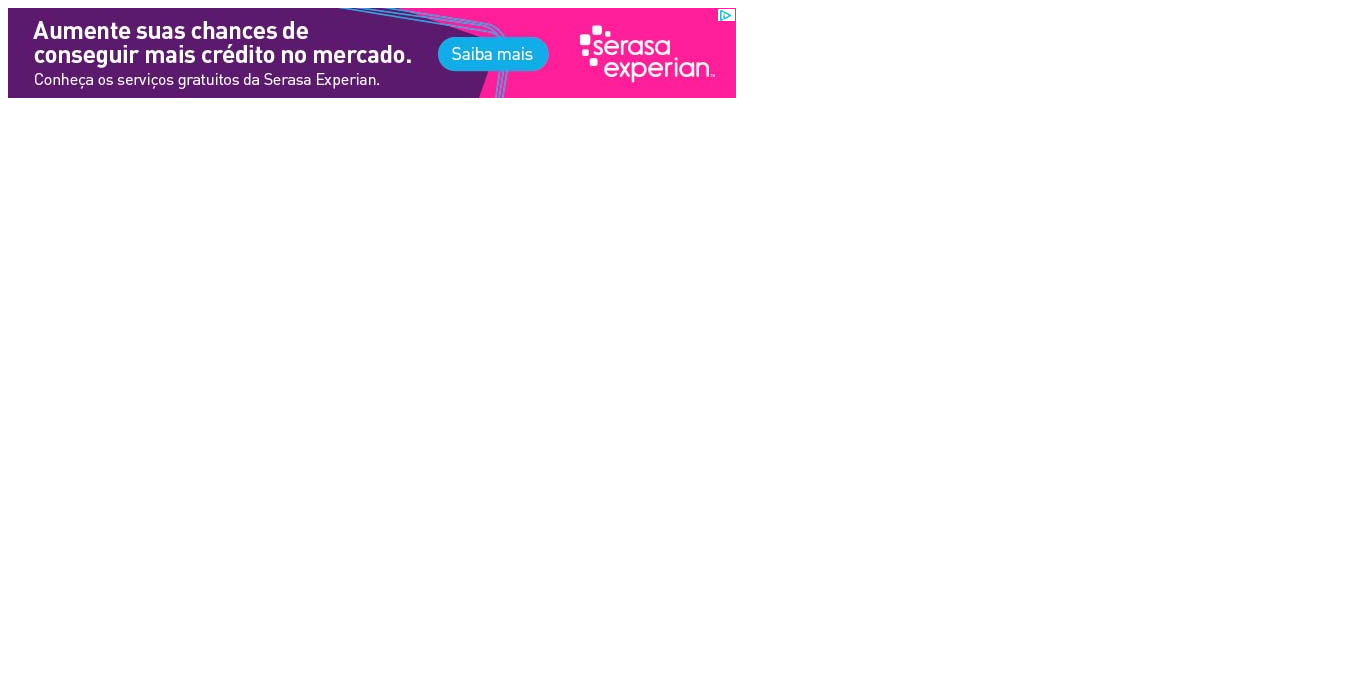 Aumente suas chances de
conseguir mais crédito no mercado.
Conheça os serviços gratuitos da Serasa Experian.
Saiba mais
serasa
experian™